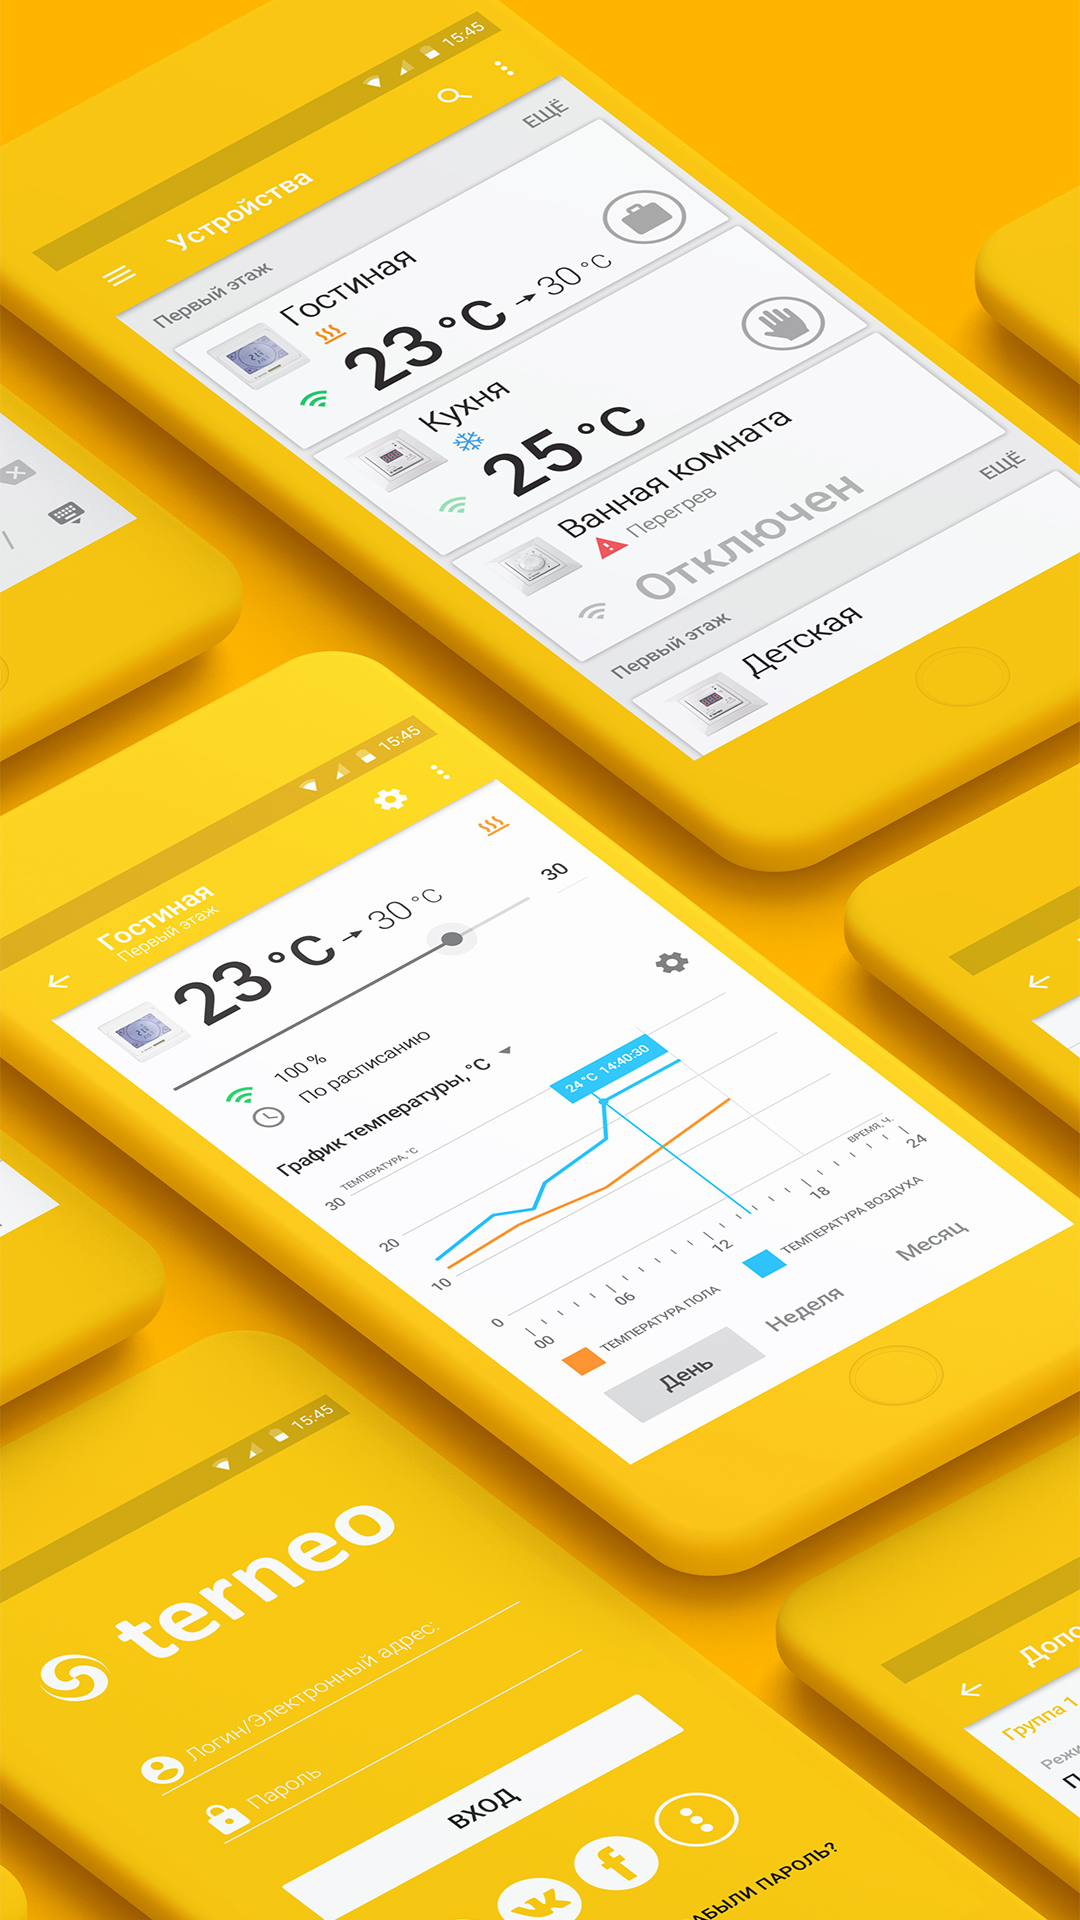 15:45
Устройства
Первый этаж
ЕЩЁ
Гостиная
23°C → 30°C
Кухня
25°C
Ванная комната
Перегрев
Отключен
Первый этаж
ЕЩЁ
Детская
/
15:45
Гостиная
Первый этаж
23°C → 30°C
30
100 %
По расписанию
График температуры, °C
ТЕМПЕРАТУРА, °C
30
20
10
0
24 °C 14:40:30
ВРЕМЯ, Ч.
00
06
12
18
24
ТЕМПЕРАТУРА ПОЛА
ТЕМПЕРАТУРА ВОЗДУХА
День
Неделя
Месяц
15:45
terneo
Логин/Электронный адрес:
Пароль
ВХОД
АБЫЛИ ПАРОЛЬ?
Допо
Группа 1
Режи